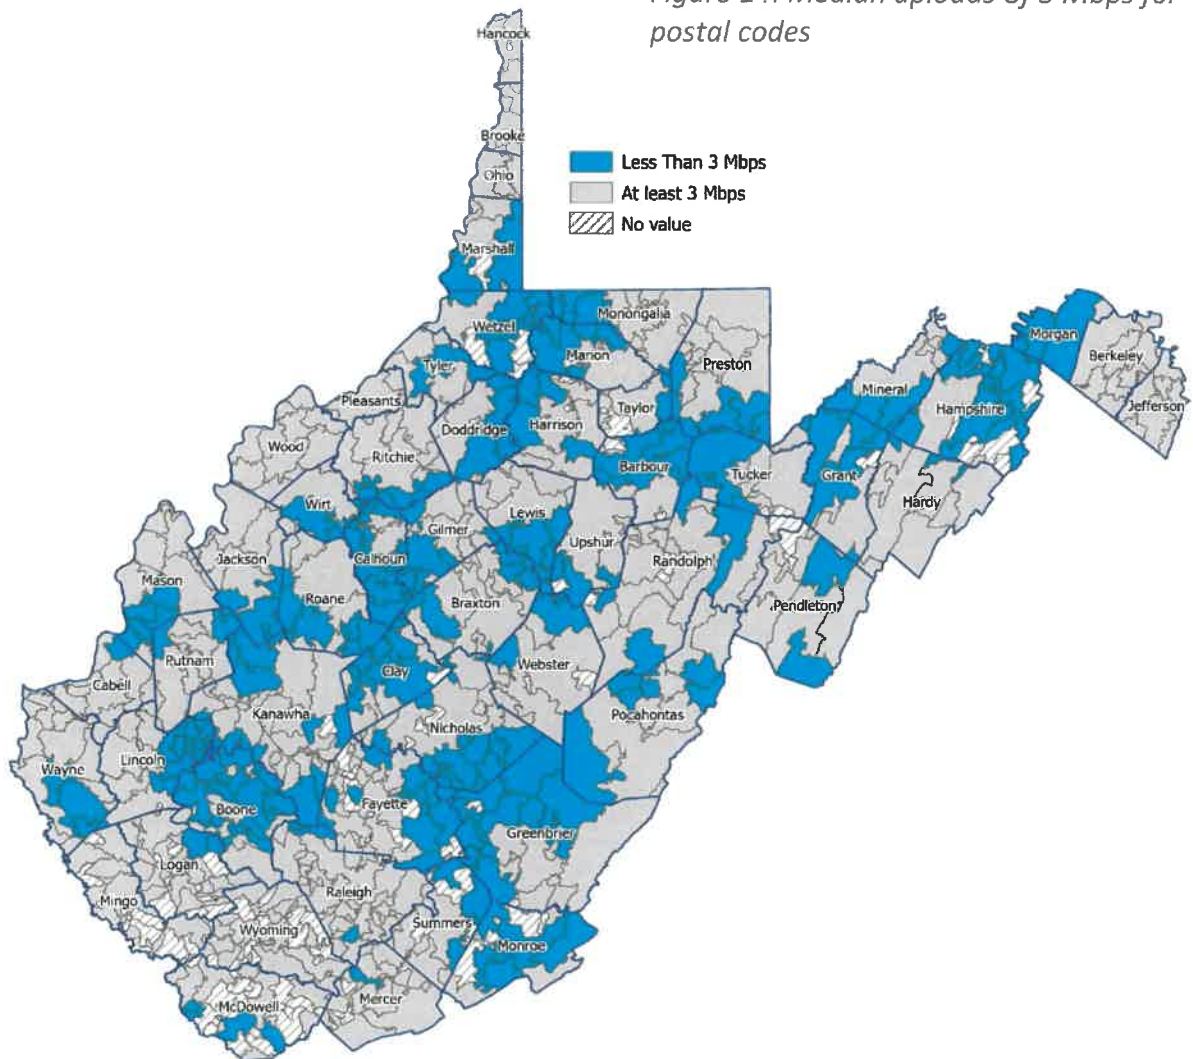 postal codes
Hancock
Brooke
Ohio
Less Than 3 Mbps
At least 3 Mbps
No value
Marshall
Wetzel
Monongalia
Marion
Preston
Tyler
Pleasants
Taylor
Doddridge
Harrison
Wood
Ritchie
Barbour
Tucker
Morgan
Berkeley
Jefferson
Mineral
Hampshire
Grant
Hardy
Wirt
Lewis
Gilmer
Upshur
Calhoun
Jackson
Randolph
Mason
Roane
Braxton
Pendleton
Putnam
Clay
Webster
Cabell
Kanawha
Nicholas
Pocahontas
Lincoln
Wayne
Boone
Fayette
Greenbrier
Logan
Raleigh
Mingo
Summers
Wyoming
Monroe
Mercer
McDowell